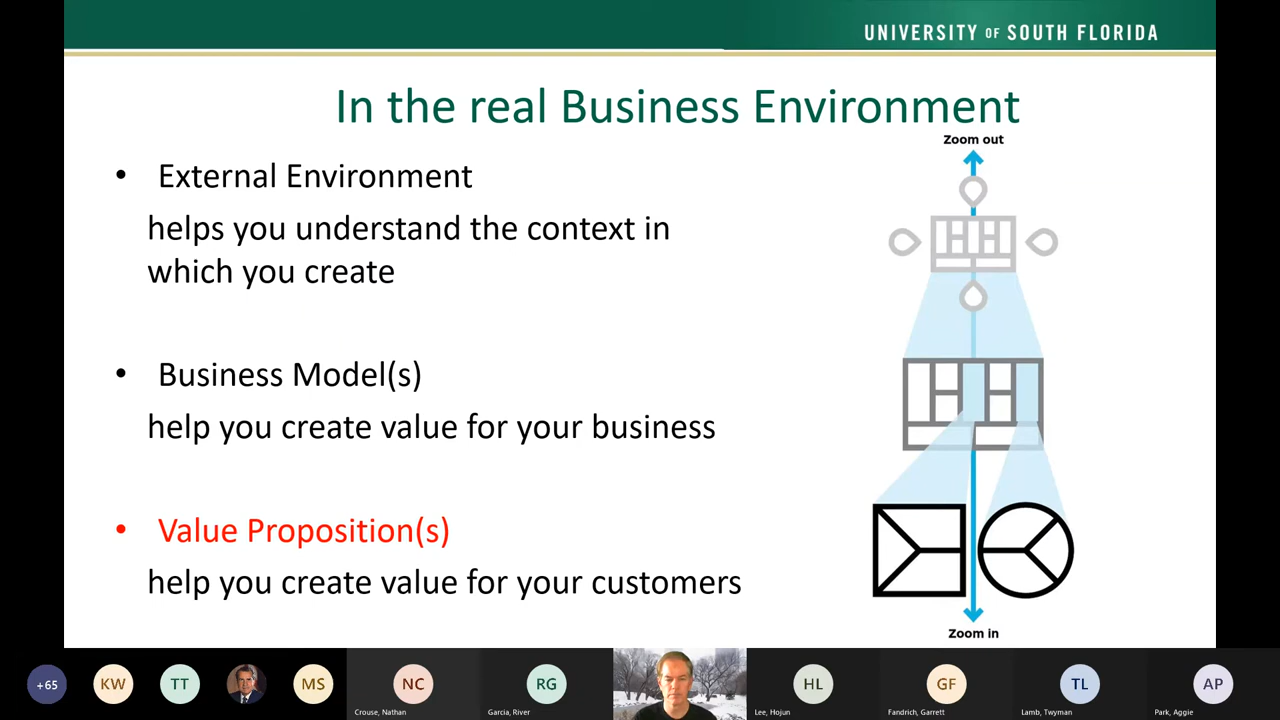 UNIVERSITY OF SOUTH FLORIDA
In the real Business Environment
• External Environment
helps you understand the context in
which you create
• Business Model(s)
help you create value for your business
• Value Proposition(s)
help you create value for your customers
Zoom out
Zoom in
+65
KW
TT
MS
NC
Crouse, Nathan
RG
Garcia, River
HL
Lee, Hojun
GF
Fandrich, Garrett
TL
Lamb, Twyman
AP
Park, Aggie